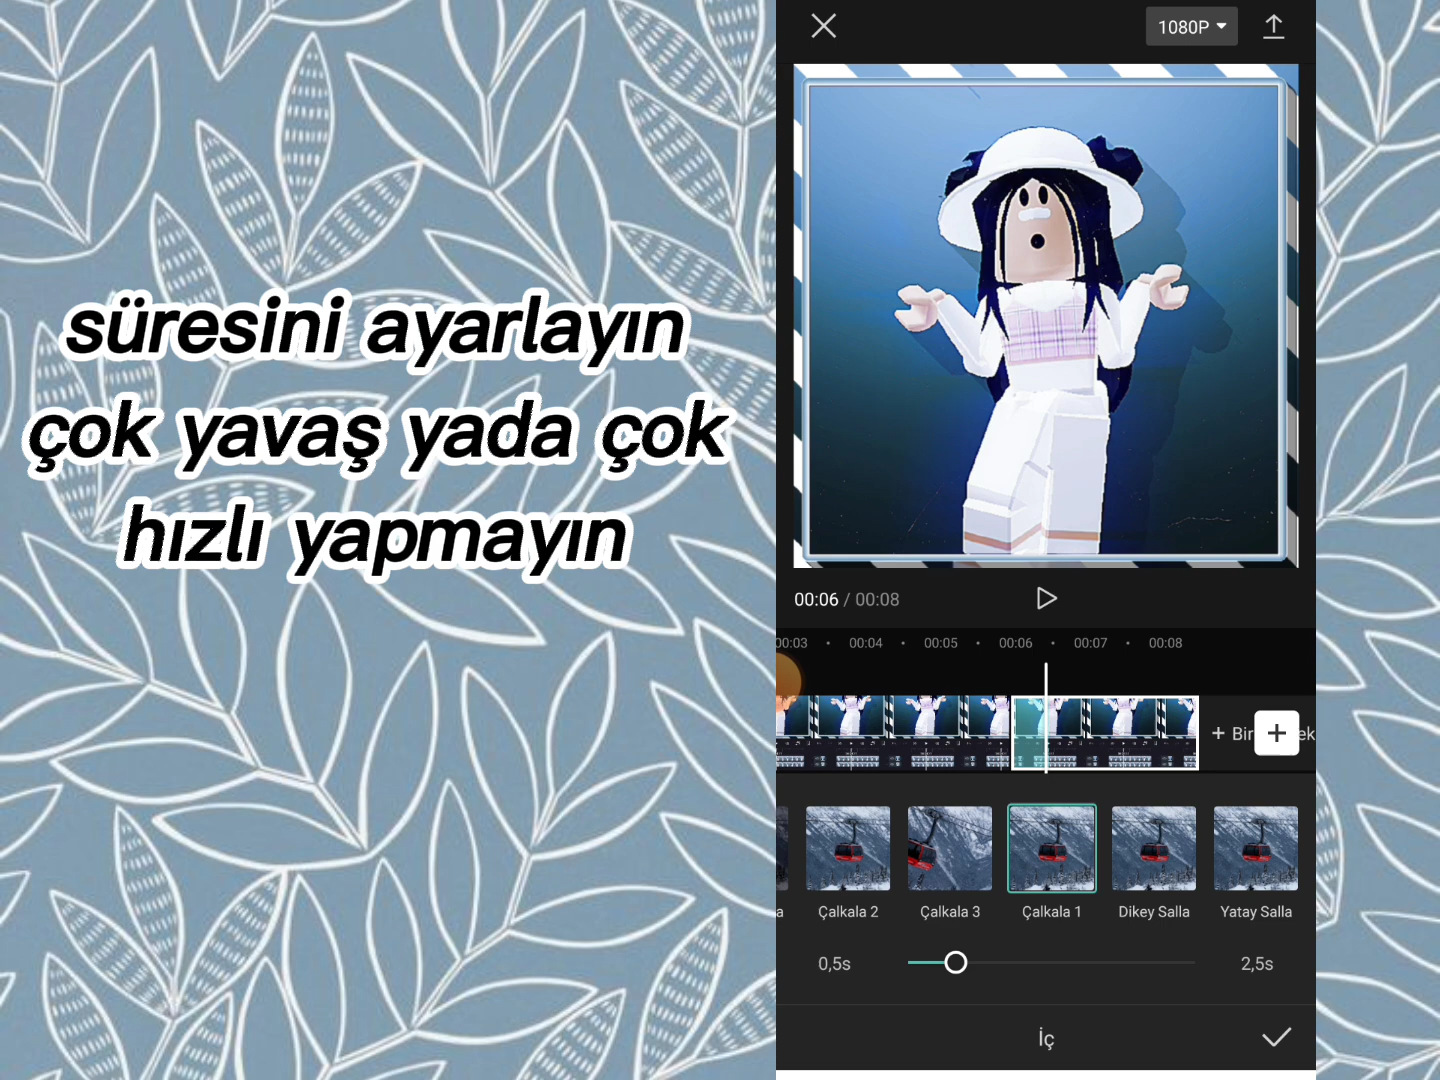 süresini ayarlayın
çok yavaş yada çok
hızlı yapmayın
1080P
00:06 / 00:08
00:03
00:04
00:05
00:06
00:07
00:08
+ Bir
ek
a
Çalkala 2
Çalkala 3
Çalkala 1
Dikey Salla
Yatay Salla
0,5s
2,5s
İç